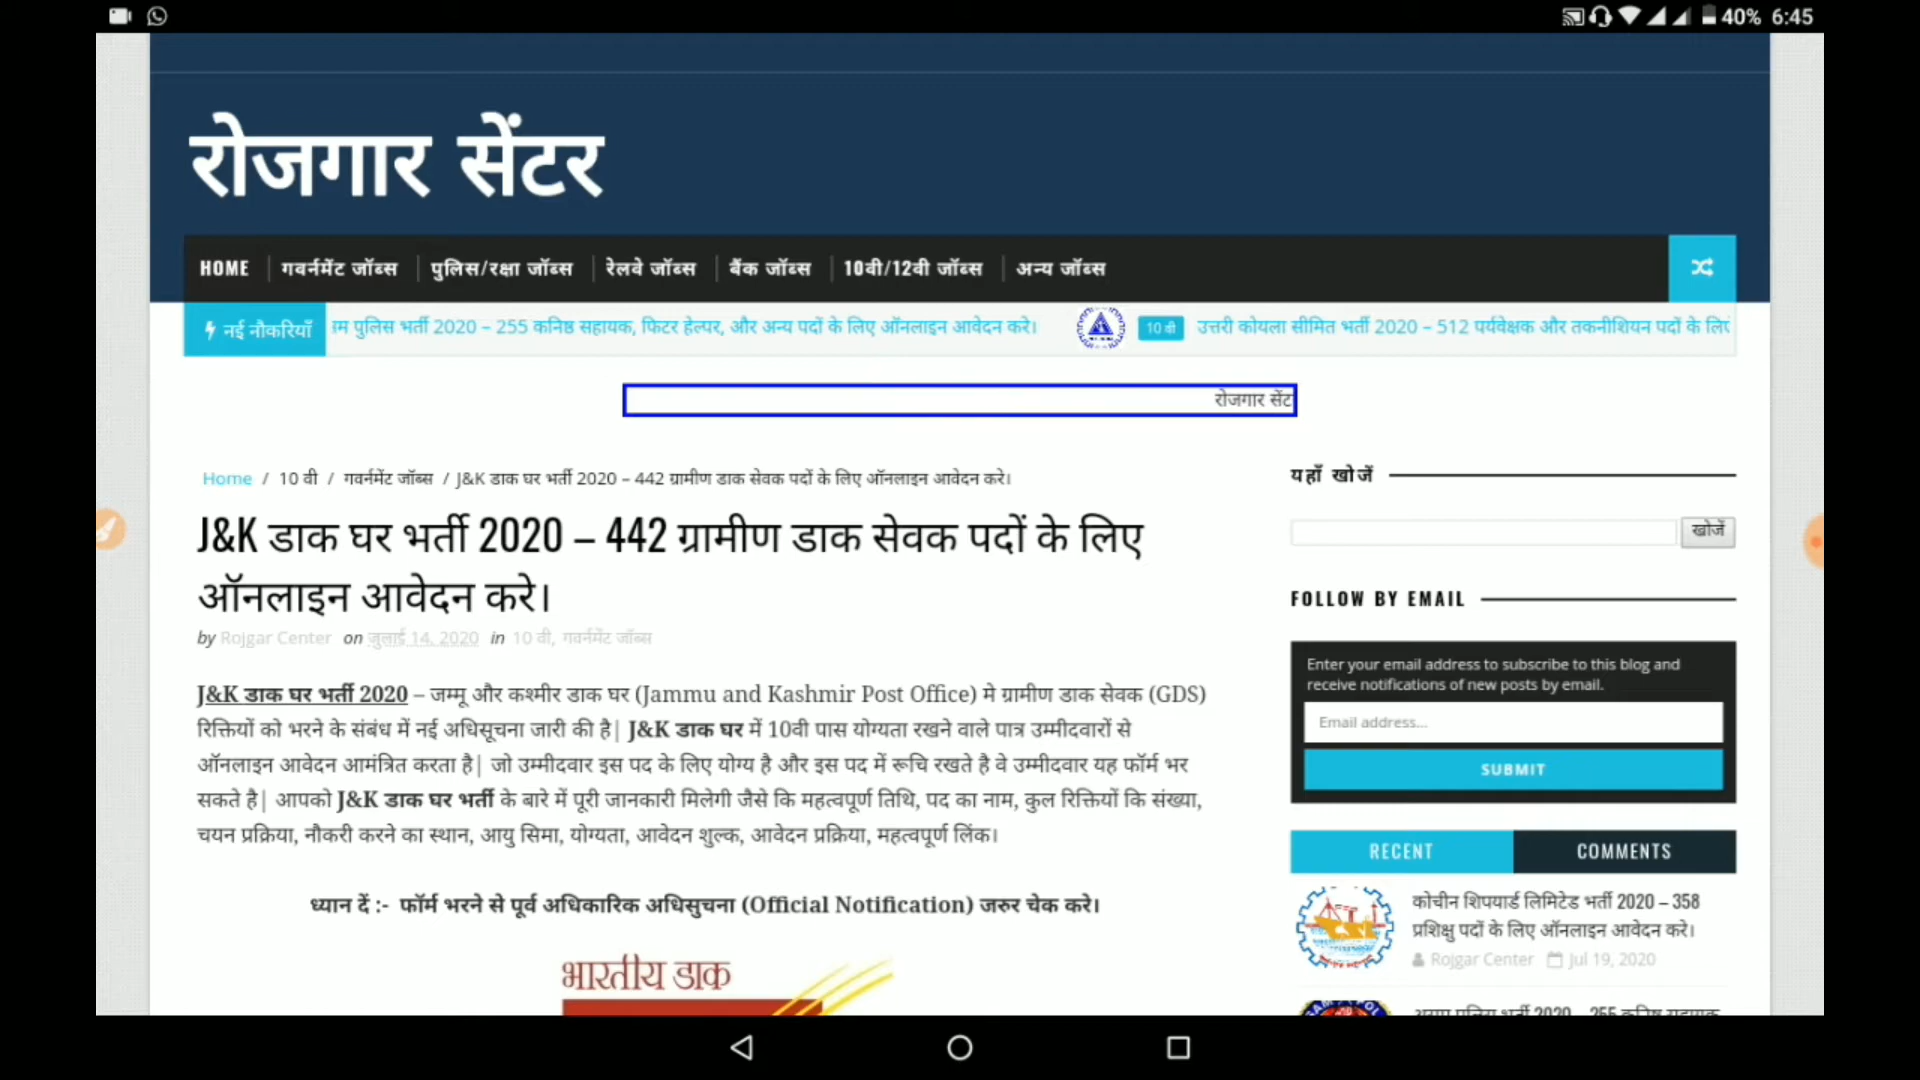 40% 6:45
रोजगार सेंटर
HOME गवर्नमेंट जॉब्स पुलिस/रक्षा जॉब्स रेलवे जॉब्स बैंक जॉब्स 10वी/12वी जॉब्स अन्य जॉब्स
नई नौकरियाँ पुलिस भर्ती 2020 – 255 कनिष्ठ सहायक, फिटर हेल्पर, और अन्य पदों के लिए ऑनलाइन आवेदन करे। 10 वी उत्तरी कोयला सीमित भर्ती 2020 – 512 पर्यवेक्षक और तकनीशियन पदों के
रोजगार
Home / 10 वी / गवर्नमेंट जॉब्स / J&K डाक घर भर्ती 2020 – 442 ग्रामीण डाक सेवक पदों के लिए ऑनलाइन आवेदन करे।
J&K डाक घर भर्ती 2020 – 442 ग्रामीण डाक सेवक पदों के लिए
ऑनलाइन आवेदन करे।
by Rojgar Center on जुलाई 14, 2020 in 10 वी, गवर्नमेंट जॉब्स
J&K डाक घर भर्ती 2020 – जम्मू और कश्मीर डाक घर (Jammu and Kashmir Post Office) मे ग्रामीण डाक सेवक (GDS)
रिक्तियों को भरने के संबंध में नई अधिसूचना जारी की है| J&K डाक घर में 10वी पास योग्यता रखने वाले पात्र उम्मीदवारों से
ऑनलाइन आवेदन आमंत्रित करता है| जो उम्मीदवार इस पद के लिए योग्य है और इस पद में रूचि रखते है वे उम्मीदवार यह फॉर्म भर
सकते है| आपको J&K डाक घर भर्ती के बारे में पूरी जानकारी मिलेगी जैसे कि महत्वपूर्ण तिथि, पद का नाम, कुल रिक्तियों कि संख्या,
चयन प्रक्रिया, नौकरी करने का स्थान, आयु सिमा, योग्यता, आवेदन शुल्क, आवेदन प्रक्रिया, महत्वपूर्ण लिंक।
ध्यान दें :- फॉर्म भरने से पूर्व अधिकारिक अधिसुचना (Official Notification) जरुर चेक करे।
भारतीय डाक
यहाँ खोजें
खोजें
FOLLOW BY EMAIL
Enter your email address to subscribe to this blog and
receive notifications of new posts by email.
Email address...
SUBMIT
RECENT COMMENTS
कोचीन शिपयार्ड लिमिटेड भर्ती 2020 – 358
प्रशिक्षु पदों के लिए ऑनलाइन आवेदन करे।
Rojgar Center Jul 19, 2020